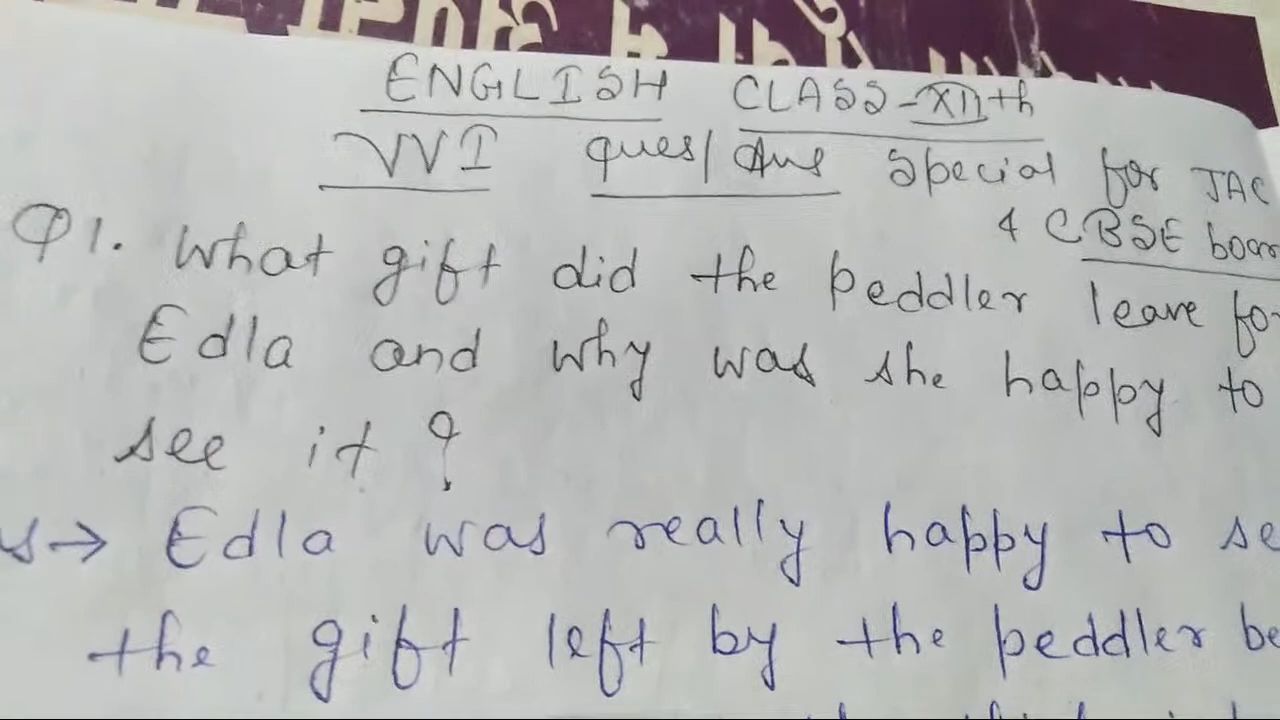 ENGLISH CLASS-XIIth
VVI ques/Ans special for JAC
& CBSE boar
Q1. What gift did the peddler leave fo
Edla and why was she happy to
see it ?
s→ Edla was really happy to se
the gift left by the peddler be